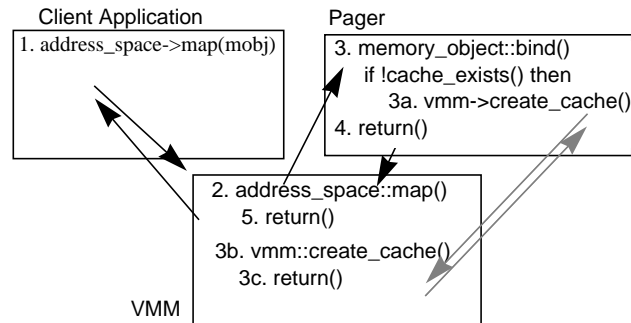 Client Application
1. address_space->map(mobj)
Pager
3. memory_object::bind()
if !cache_exists() then
3a. vmm->create_cache()
4. return()
2. address_space::map()
5. return()
3b. vmm::create_cache()
3c. return()
VMM